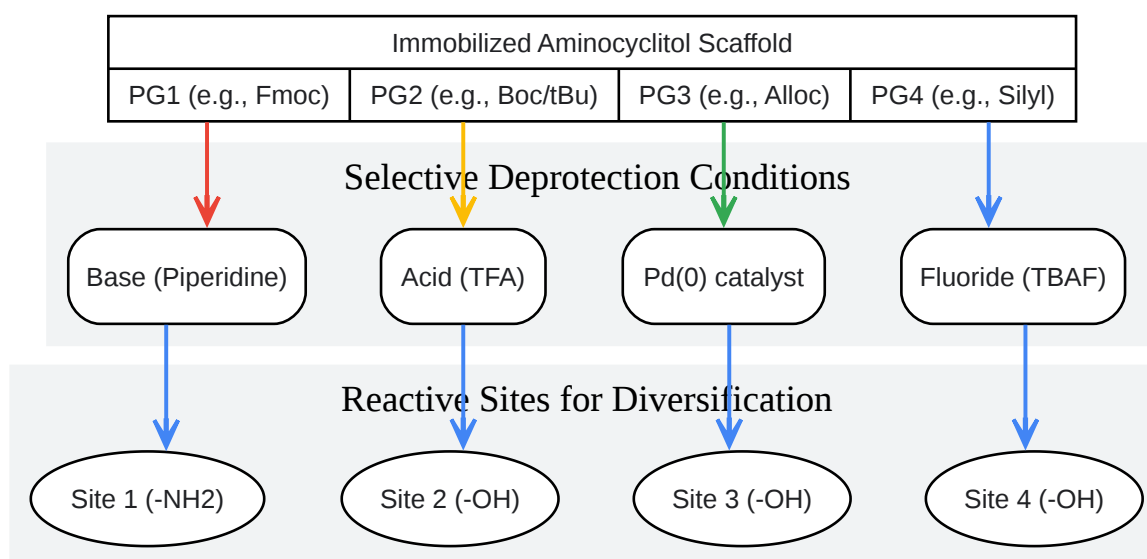 Immobilized Aminocyclitol Scaffold
PG1 (e.g., Fmoc)
PG2 (e.g., Boc/tBu)
PG3 (e.g., Alloc)
PG4 (e.g., Silyl)
Selective Deprotection Conditions
Base (Piperidine)
Acid (TFA)
Pd(0) catalyst
Fluoride (TBAF)
Reactive Sites for Diversification
Site 1 (-NH2)
Site 2 (-OH)
Site 3 (-OH)
Site 4 (-OH)